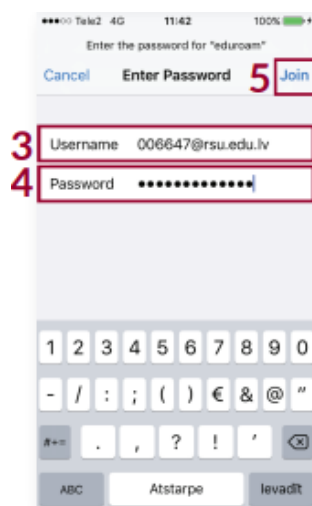 Tele2 4G 11:42 100%
Enter the password for "eduroam"
Cancel Enter Password 5 Join
3 Username 006647@rsu.edu.lv
4 Password ●●●●●●●●●●●●●
1 2 3 4 5 6 7 8 9 0
- / : ; ( ) € & @ "
#+= . , ? ! '
ABC Atstarpe Ievadīt